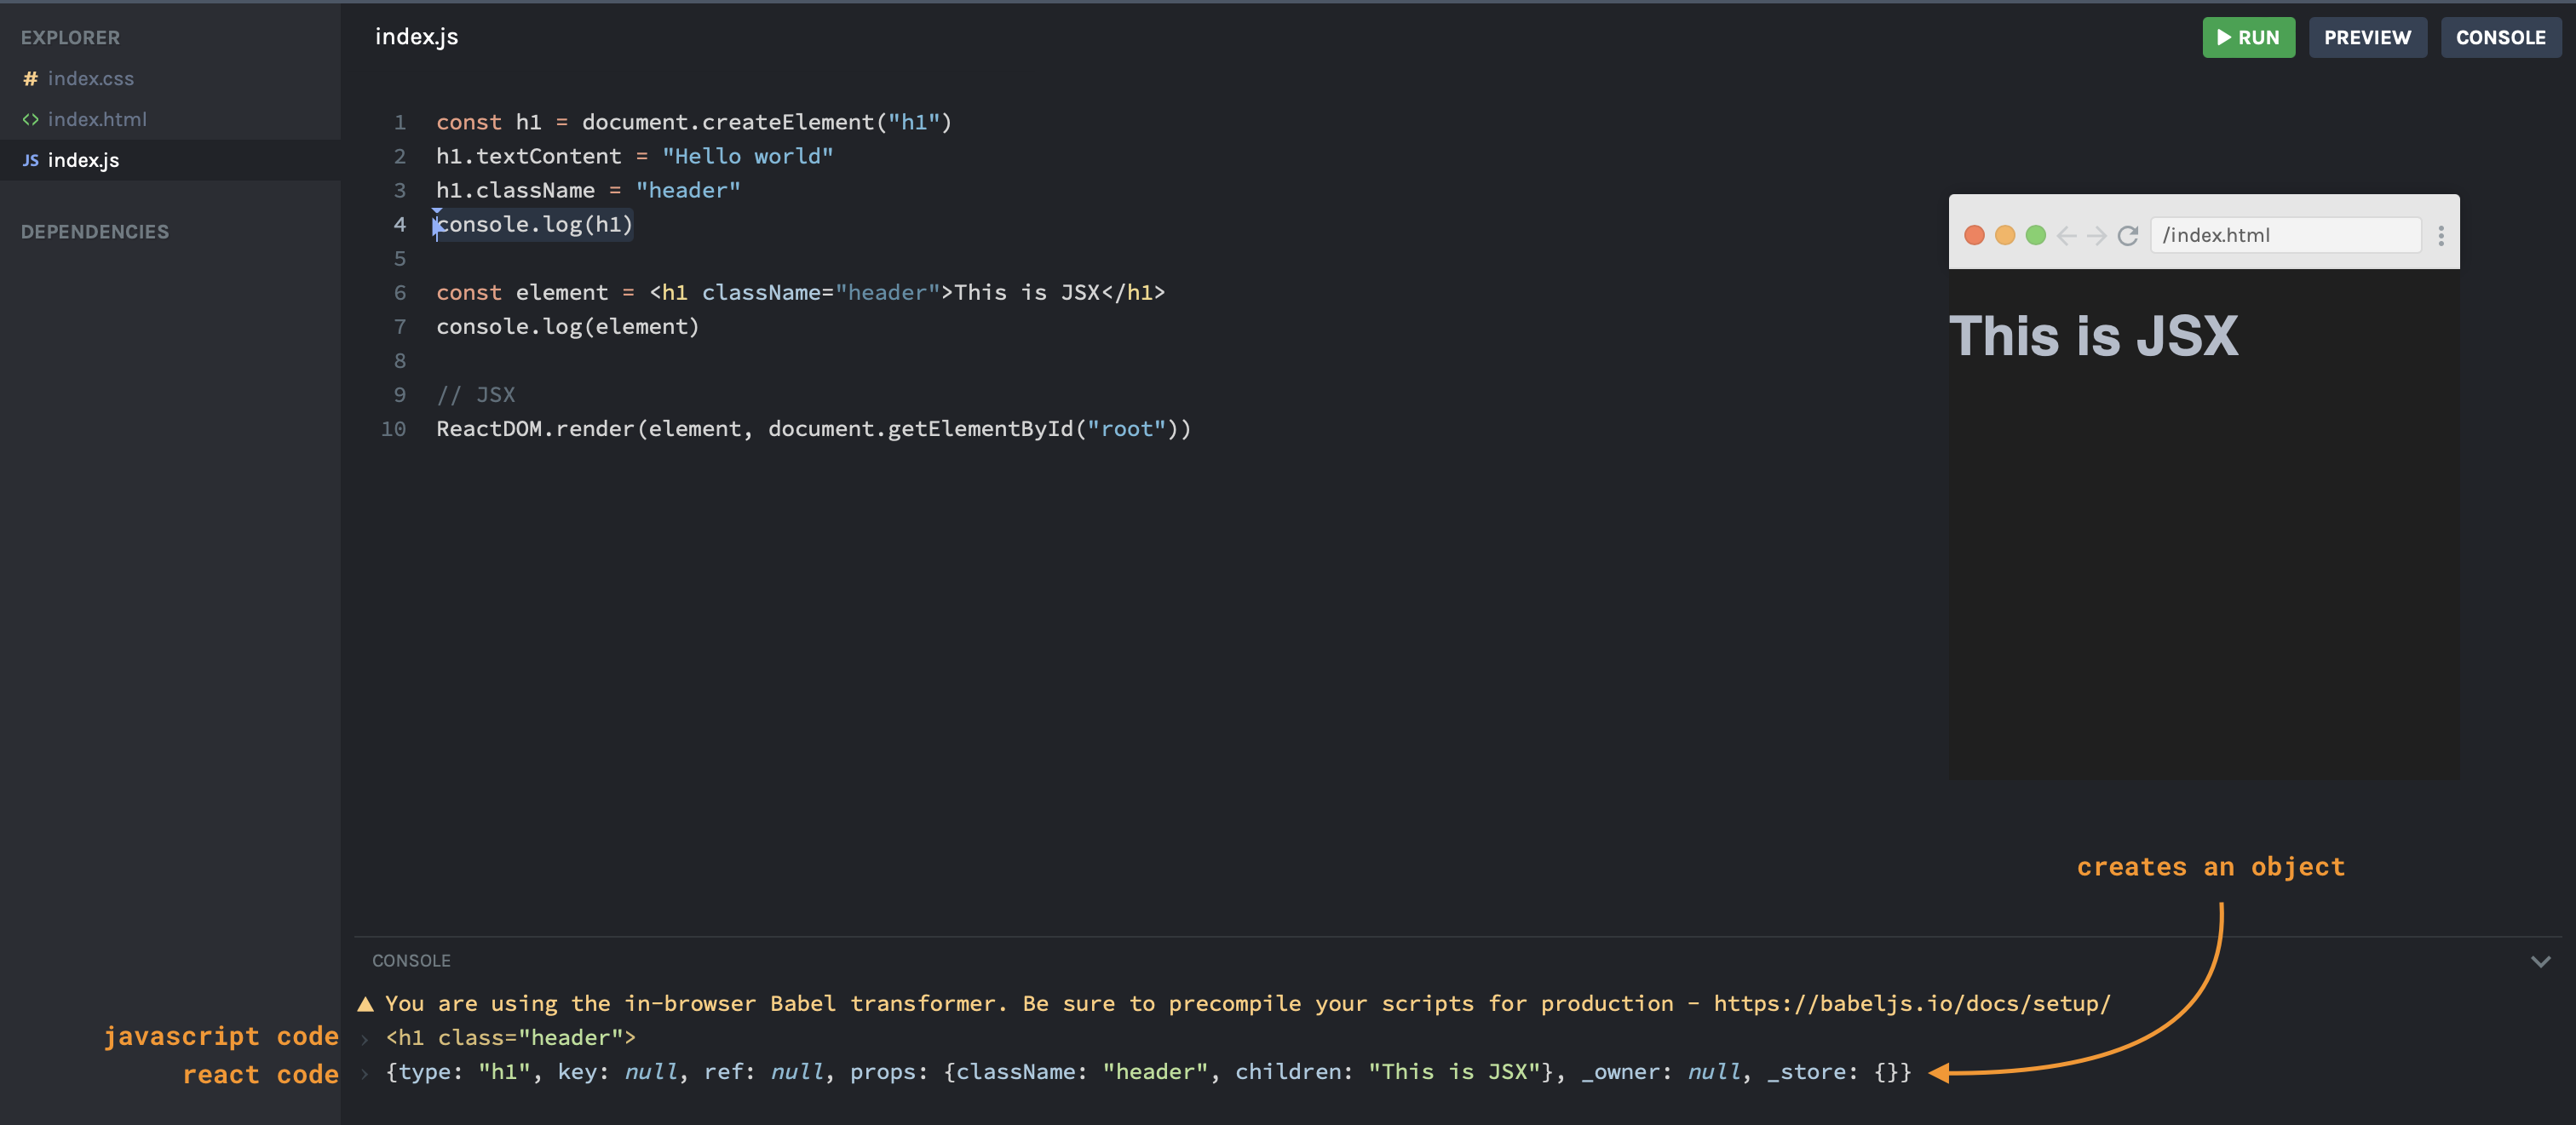 EXPLORER
# index.css
<> index.html
JS index.js
DEPENDENCIES
index.js
RUN
PREVIEW
CONSOLE
1 const h1 = document.createElement("h1")
2 h1.textContent = "Hello world"
3 h1.className = "header"
4 console.log(h1)
5
6 const element = <h1 className="header">This is JSX</h1>
7 console.log(element)
8
9 // JSX
10 ReactDOM.render(element, document.getElementById("root"))
/index.html
This is JSX
creates an object
CONSOLE
You are using the in-browser Babel transformer. Be sure to precompile your scripts for production - https://babeljs.io/docs/setup/
javascript code › <h1 class="header">
react code › {type: "h1", key: null, ref: null, props: {className: "header", children: "This is JSX"}, _owner: null, _store: {}}